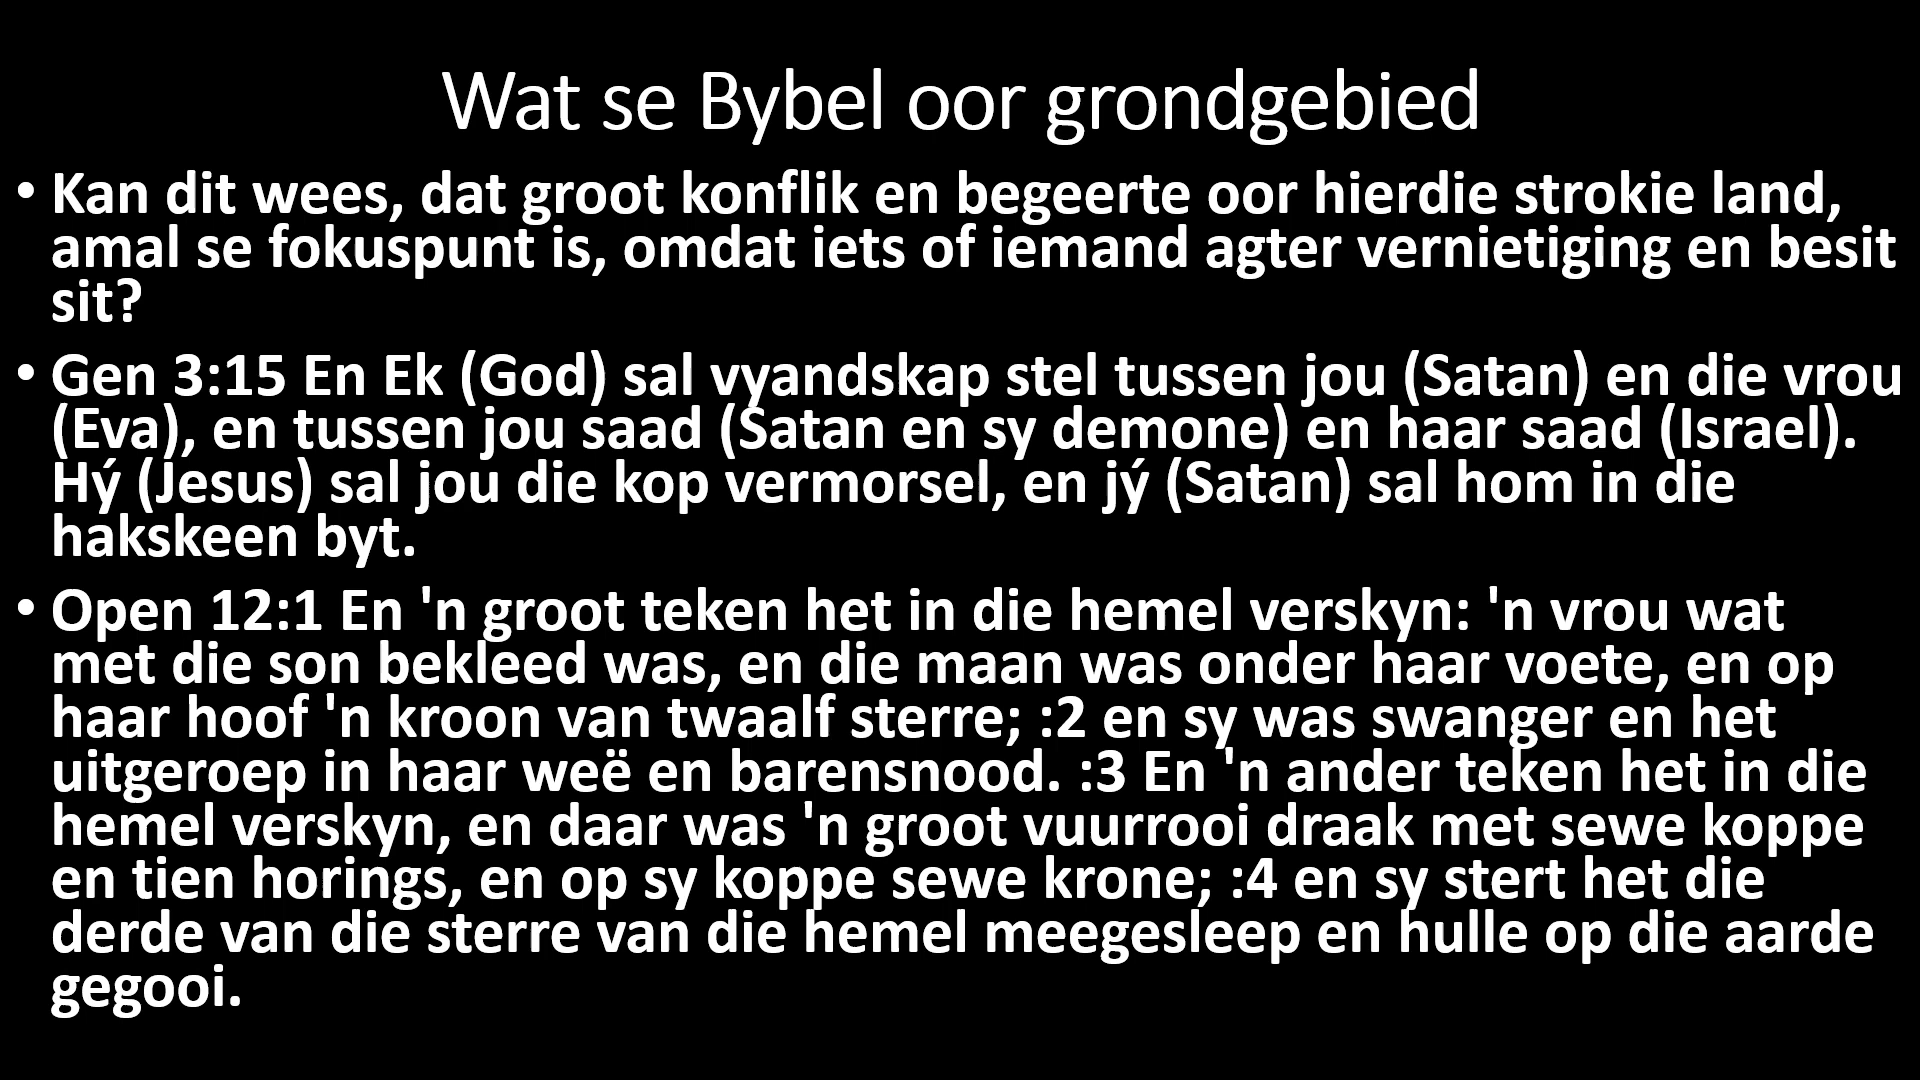 Wat se Bybel oor grondgebied
• Kan dit wees, dat groot konflik en begeerte oor hierdie strokie land,
amal se fokuspunt is, omdat iets of iemand agter vernietiging en besit
sit?
• Gen 3:15 En Ek (God) sal vyandskap stel tussen jou (Satan) en die vrou
(Eva), en tussen jou saad (Satan en sy demone) en haar saad (Israel).
Hý (Jesus) sal jou die kop vermorsel, en jý (Satan) sal hom in die
hakskeen byt.
• Open 12:1 En 'n groot teken het in die hemel verskyn: 'n vrou wat
met die son bekleed was, en die maan was onder haar voete, en op
haar hoof 'n kroon van twaalf sterre; :2 en sy was swanger en het
uitgeroep in haar weë en barensnood. :3 En 'n ander teken het in die
hemel verskyn, en daar was 'n groot vuurrooi draak met sewe koppe
en tien horings, en op sy koppe sewe krone; :4 en sy stert het die
derde van die sterre van die hemel meegesleep en hulle op die aarde
gegooi.